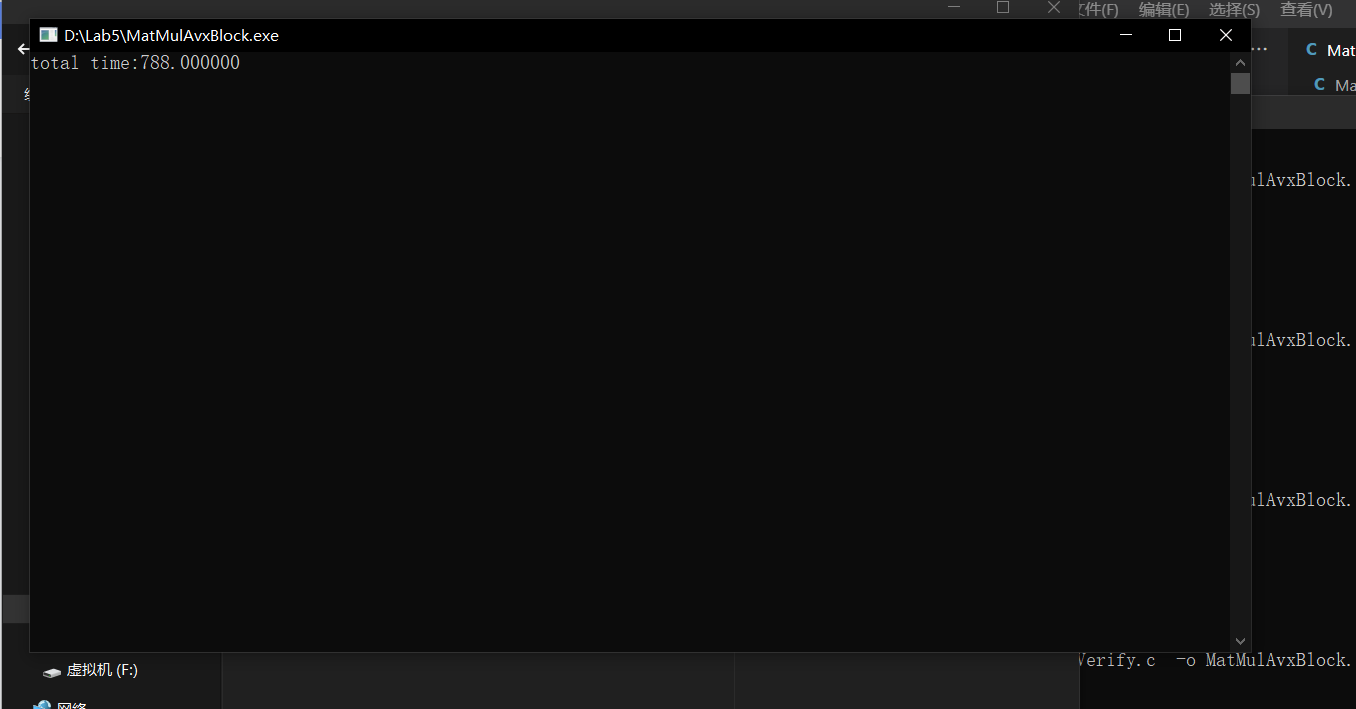 文件(F) 编辑(E) 选择(S) 查看(V)
D:\Lab5\MatMulAvxBlock.exe
total time:788.000000
C Mat
C Ma
ulAvxBlock.
ulAvxBlock.
ulAvxBlock.
Verify.c -o MatMulAvxBlock.
虚拟机 (F:)
网络